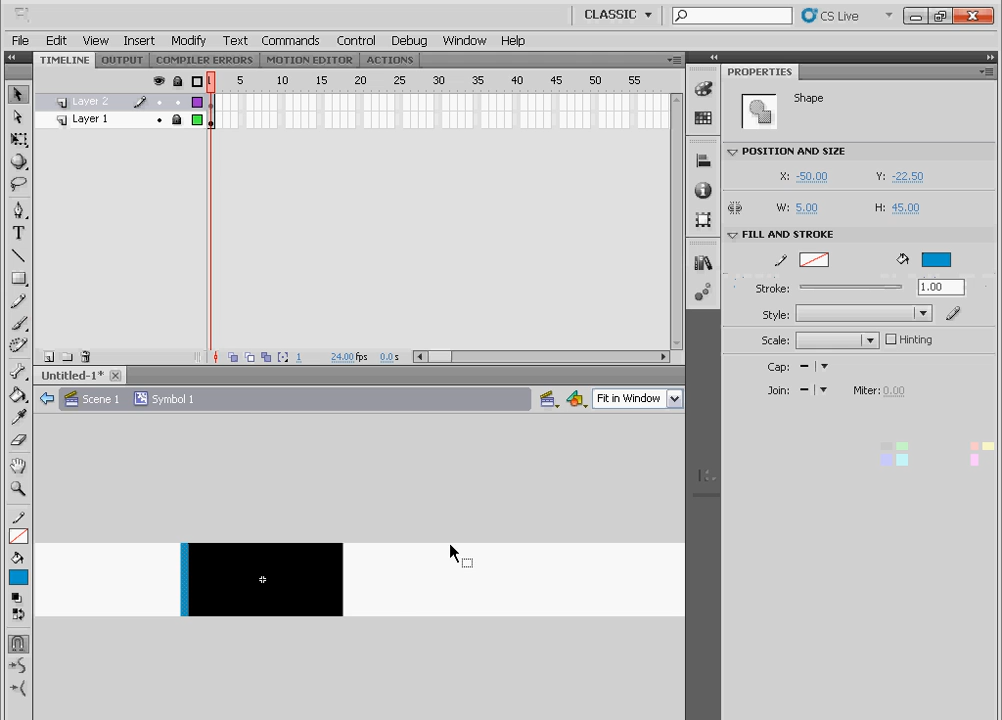 Fl
CLASSIC
CS Live
File Edit View Insert Modify Text Commands Control Debug Window Help
TIMELINE OUTPUT COMPILER ERRORS MOTION EDITOR ACTIONS
1 5 10 15 20 25 30 35 40 45 50 55
Layer 2
Layer 1
1 24.00 fps 0.0 s
Untitled-1*
Scene 1 Symbol 1 Fit in Window
PROPERTIES
Shape
POSITION AND SIZE
X: -50.00 Y: -22.50
W: 5.00 H: 45.00
FILL AND STROKE
Stroke: 1.00
Style:
Scale: Hinting
Cap:
Join: Miter: 0.00